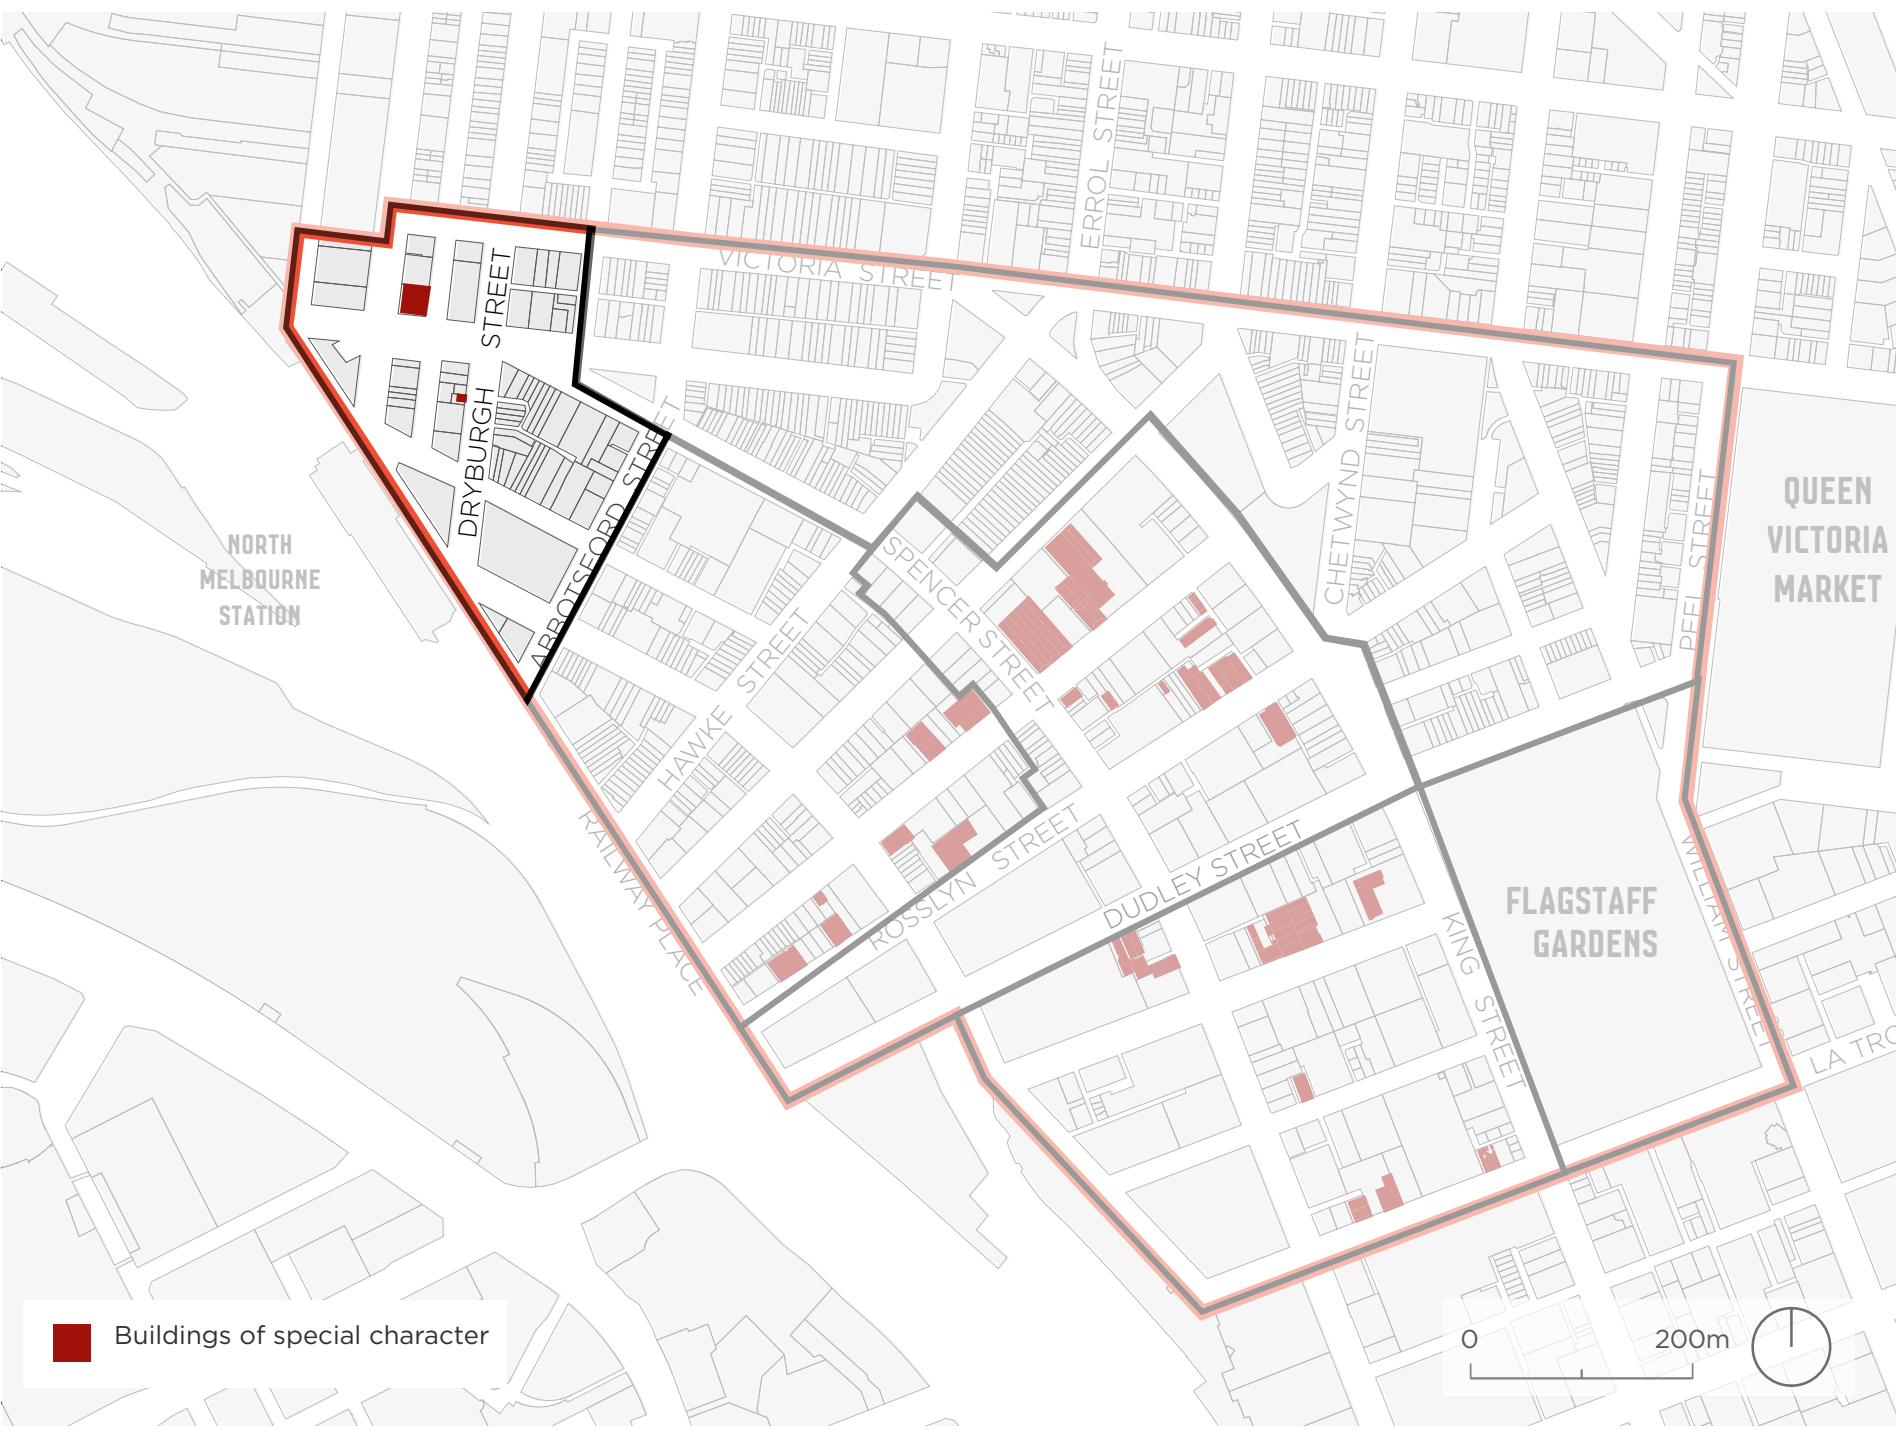 ERROL STREET
VICTORIA STREET
DRYBURGH STREET
ABBOTSFORD STREET
CHETWYND STREET
PEEL STREET
QUEEN
VICTORIA
MARKET
NORTH
MELBOURNE
STATION
SPENCER STREET
HAWKE STREET
RAILWAY PLACE
ROSSLYN STREET
DUDLEY STREET
KING STREET
WILLIAM STREET
FLAGSTAFF
GARDENS
LA TRO
Buildings of special character
0 200m